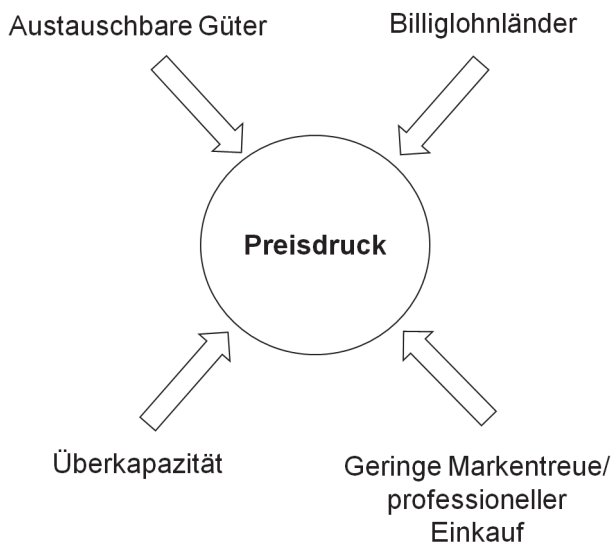 Austauschbare Güter
Billiglohnländer
Preisdruck
Überkapazität
Geringe Markentreue/
professioneller
Einkauf